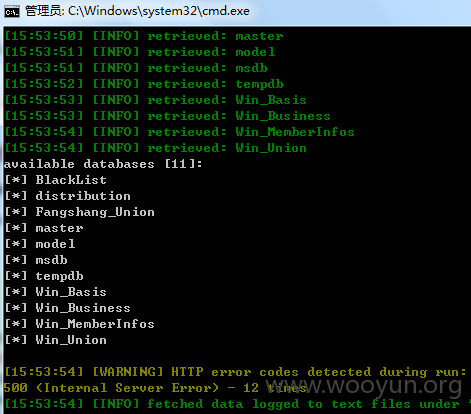 管理员: C:\Windows\system32\cmd.exe
[15:53:50] [INFO] retrieved: master
[15:53:51] [INFO] retrieved: model
[15:53:51] [INFO] retrieved: msdb
[15:53:52] [INFO] retrieved: tempdb
[15:53:53] [INFO] retrieved: Win_Basis
[15:53:53] [INFO] retrieved: Win_Business
[15:53:54] [INFO] retrieved: Win_MemberInfos
[15:53:54] [INFO] retrieved: Win_Union
available databases [11]:
[*] BlackList
[*] distribution
[*] Fangshang_Union
[*] master
[*] model
[*] msdb
[*] tempdb
[*] Win_Basis
[*] Win_Business
[*] Win_MemberInfos
[*] Win_Union
[15:53:54] [WARNING] HTTP error codes detected during run:
500 (Internal Server Error) - 12 times
[15:53:54] [INFO] fetched data logged to text files under
www.wooyun.org